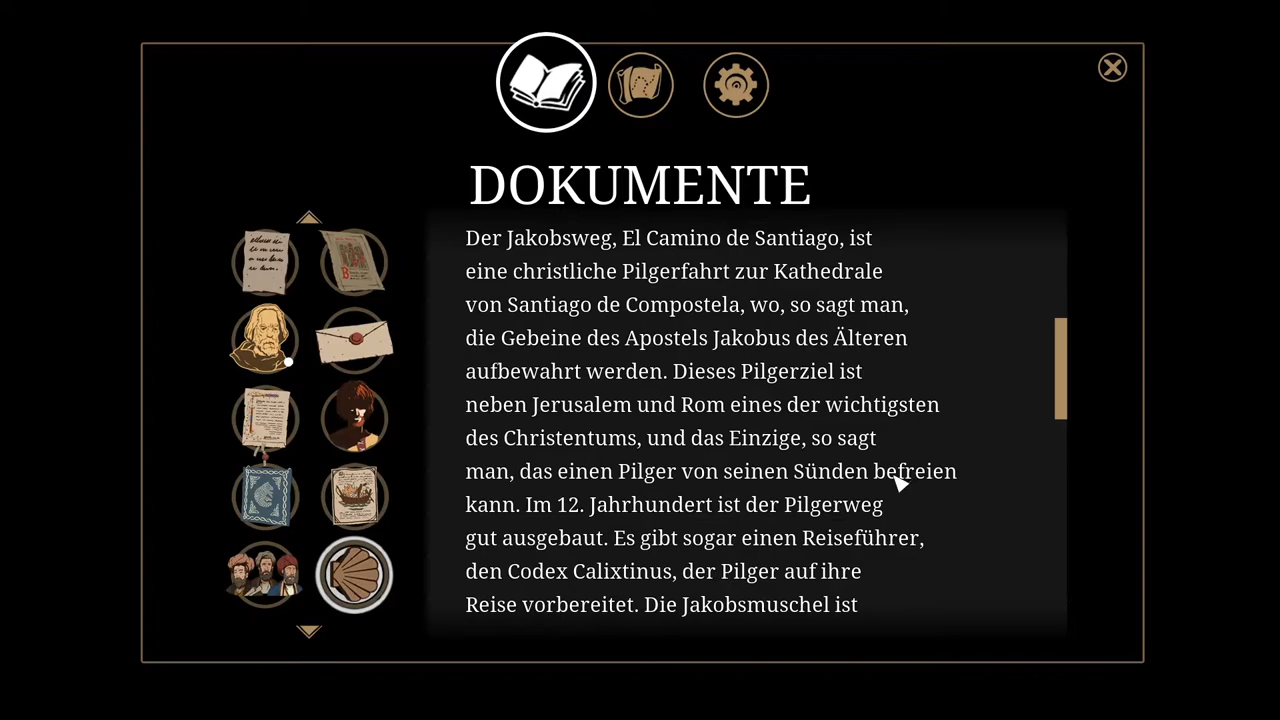 DOKUMENTE
Der Jakobsweg, El Camino de Santiago, ist
eine christliche Pilgerfahrt zur Kathedrale
von Santiago de Compostela, wo, so sagt man,
die Gebeine des Apostels Jakobus des Älteren
aufbewahrt werden. Dieses Pilgerziel ist
neben Jerusalem und Rom eines der wichtigsten
des Christentums, und das Einzige, so sagt
man, das einen Pilger von seinen Sünden befreien
kann. Im 12. Jahrhundert ist der Pilgerweg
gut ausgebaut. Es gibt sogar einen Reiseführer,
den Codex Calixtinus, der Pilger auf ihre
Reise vorbereitet. Die Jakobsmuschel ist